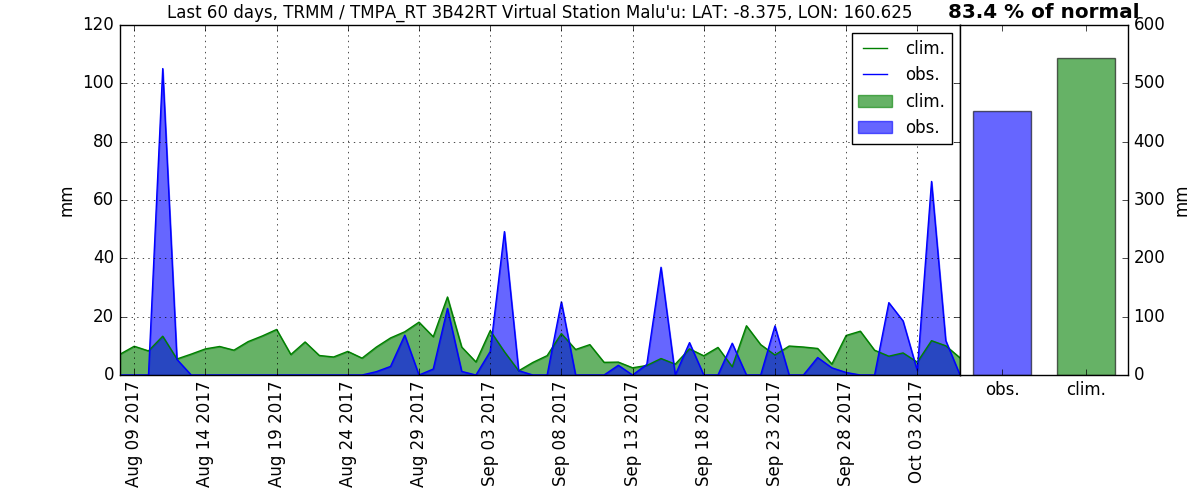 Last 60 days, TRMM / TMPA_RT 3B42RT Virtual Station Malu'u: LAT: -8.375, LON: 160.625
83.4 % of normal
120
100
80
60
40
20
0
mm
clim.
obs.
clim.
obs.
600
500
400
300
200
100
0
mm
obs.
clim.
Aug 09 2017
Aug 14 2017
Aug 19 2017
Aug 24 2017
Aug 29 2017
Sep 03 2017
Sep 08 2017
Sep 13 2017
Sep 18 2017
Sep 23 2017
Sep 28 2017
Oct 03 2017